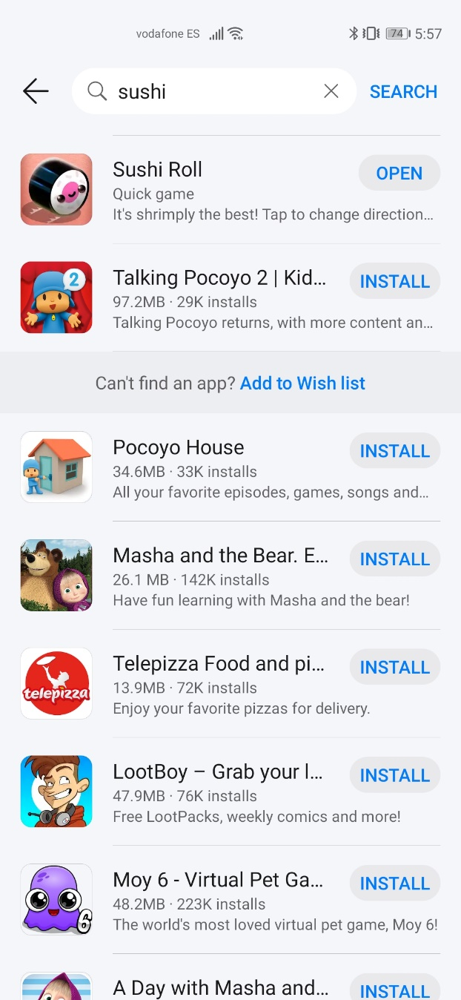 vodafone ES 74 5:57
sushi SEARCH
Sushi Roll
Quick game
It's shrimply the best! Tap to change direction...
OPEN
2
Talking Pocoyo 2 | Kid...
97.2MB · 29K installs
Talking Pocoyo returns, with more content an...
INSTALL
Can't find an app? Add to Wish list
Pocoyo House
34.6MB · 33K installs
All your favorite episodes, games, songs and...
INSTALL
Masha and the Bear. E...
26.1 MB · 142K installs
Have fun learning with Masha and the bear!
INSTALL
telepizza
Telepizza Food and pi...
13.9MB · 72K installs
Enjoy your favorite pizzas for delivery.
INSTALL
LootBoy – Grab your l...
47.9MB · 76K installs
Free LootPacks, weekly comics and more!
INSTALL
6
Moy 6 - Virtual Pet Ga...
48.2MB · 223K installs
The world's most loved virtual pet game, Moy 6!
INSTALL
A Day with Masha and...
INSTALL